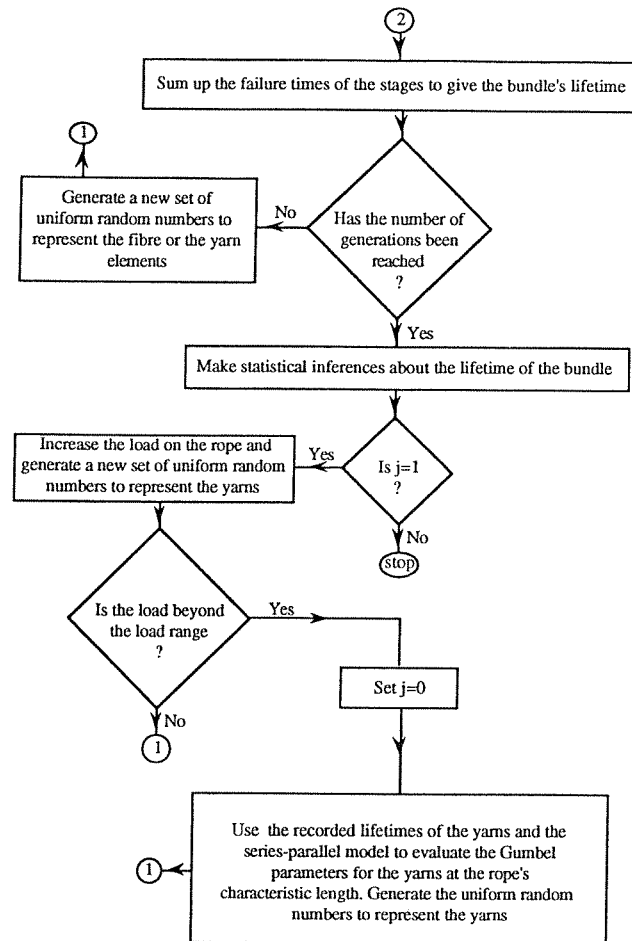 2
Sum up the failure times of the stages to give the bundle's lifetime
1
Generate a new set of
uniform random numbers to
represent the fibre or the yarn
elements
No
Has the number of
generations been
reached
?
Yes
Make statistical inferences about the lifetime of the bundle
Increase the load on the rope and
generate a new set of uniform random
numbers to represent the yarns
Yes
Is j=1
?
No
stop
Is the load beyond
the load range
?
Yes
No
1
Set j=0
Use the recorded lifetimes of the yarns and the
series-parallel model to evaluate the Gumbel
parameters for the yarns at the rope's
characteristic length. Generate the uniform random
numbers to represent the yarns
1